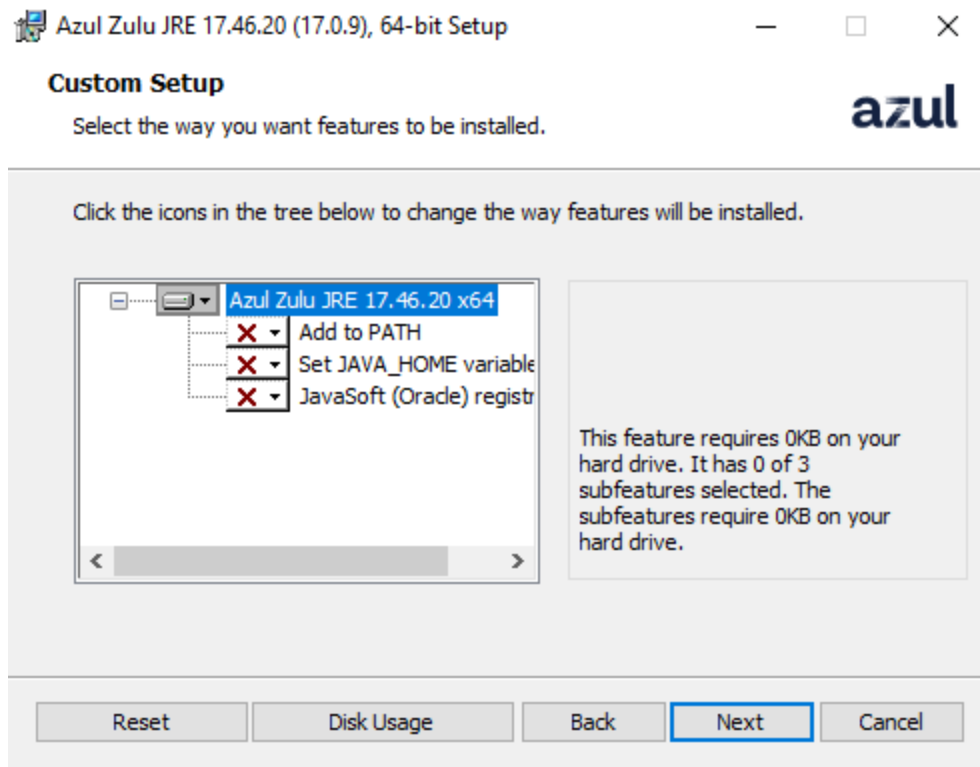 Azul Zulu JRE 17.46.20 (17.0.9), 64-bit Setup
Custom Setup
Select the way you want features to be installed.
azul
Click the icons in the tree below to change the way features will be installed.
Azul Zulu JRE 17.46.20 x64
Add to PATH
Set JAVA_HOME variable
JavaSoft (Oracle) registr
This feature requires 0KB on your
hard drive. It has 0 of 3
subfeatures selected. The
subfeatures require 0KB on your
hard drive.
Reset
Disk Usage
Back
Next
Cancel